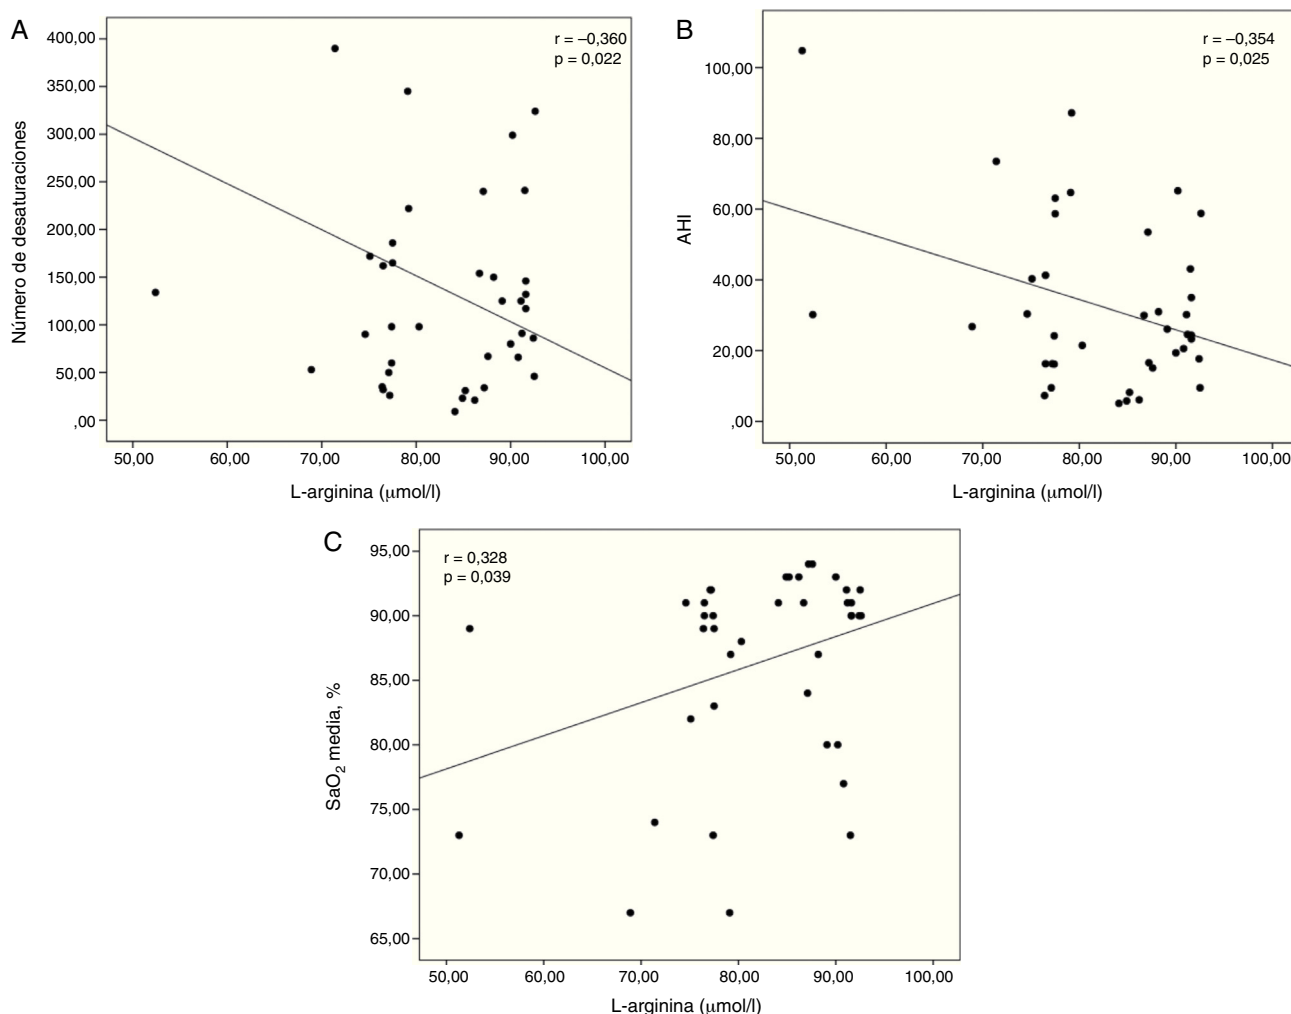 A
r = –0,360
p = 0,022
Número de desaturaciones
400,00
350,00
300,00
250,00
200,00
150,00
100,00
50,00
,00
50,00 60,00 70,00 80,00 90,00 100,00
L-arginina (μmol/l)
B
r = –0,354
p = 0,025
AHI
100,00
80,00
60,00
40,00
20,00
,00
50,00 60,00 70,00 80,00 90,00 100,00
L-arginina (μmol/l)
C
r = 0,328
p = 0,039
SaO2 media, %
95,00
90,00
85,00
80,00
75,00
70,00
65,00
50,00 60,00 70,00 80,00 90,00 100,00
L-arginina (μmol/l)